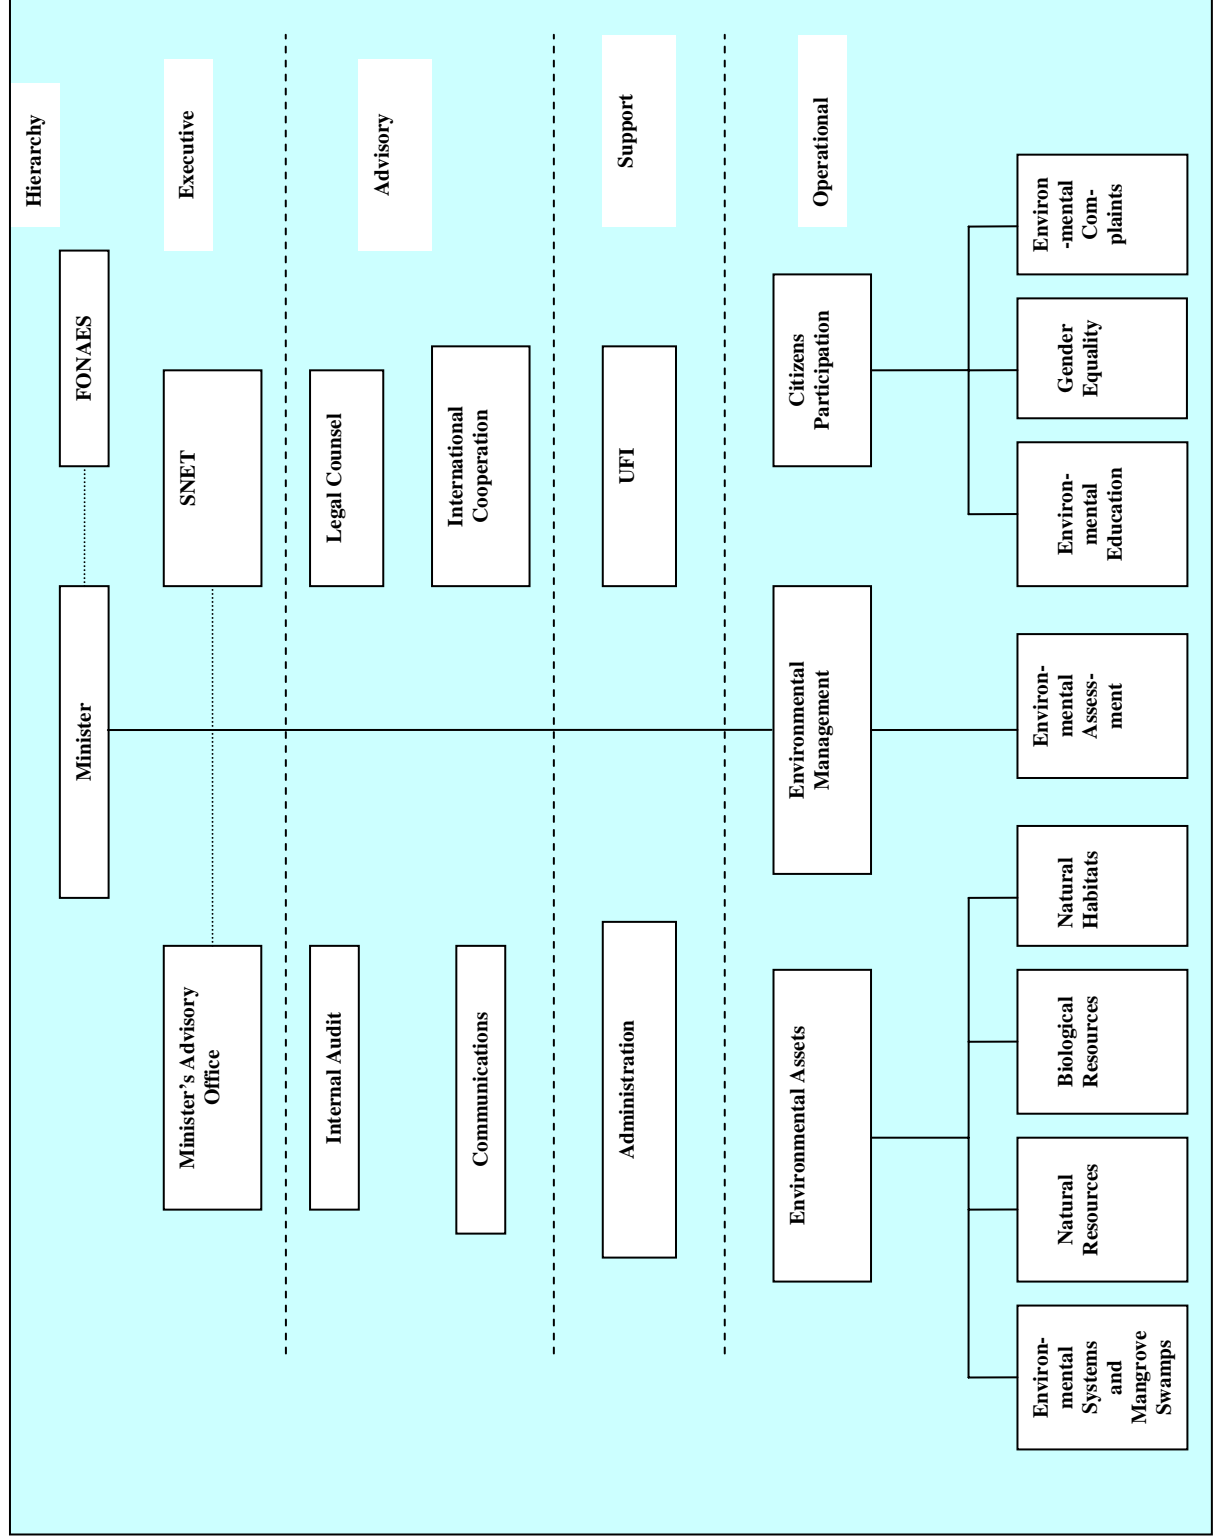 Hierarchy
Minister
FONAES
Executive
Minister's Advisory
Office
SNET
Advisory
Internal Audit
Legal Counsel
Communications
International
Cooperation
Support
Administration
UFI
Operational
Environmental Assets
Environmental
Management
Citizens
Participation
Environ-
mental
Systems
and
Mangrove
Swamps
Natural
Resources
Biological
Resources
Natural
Habitats
Environ-
mental
Assess-
ment
Environ-
mental
Education
Gender
Equality
Environ
-mental
Com-
plaints